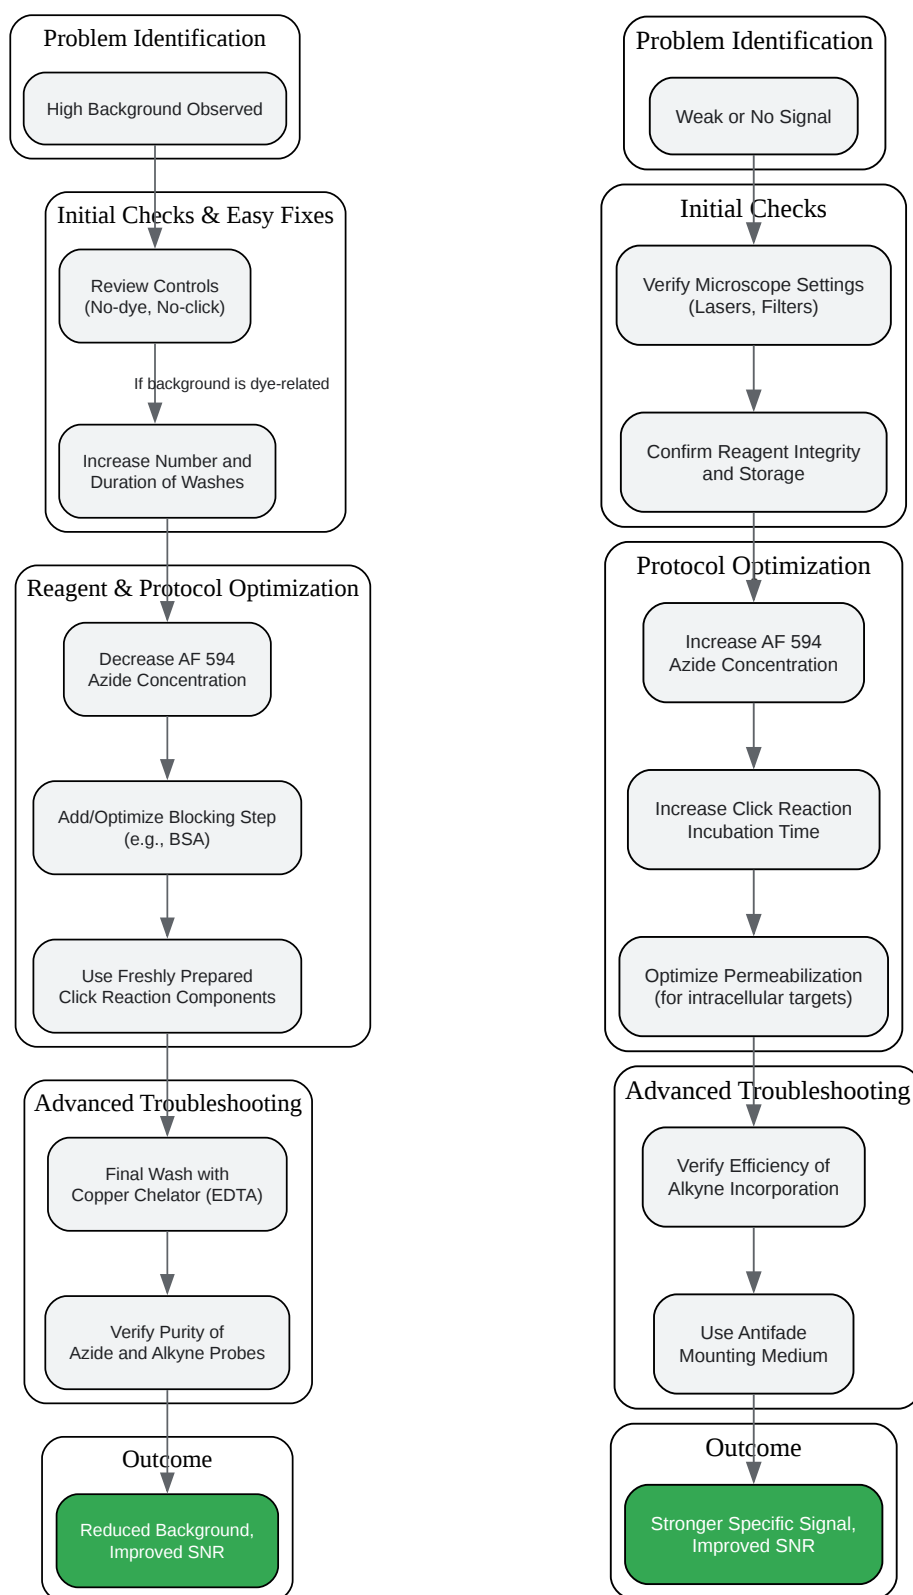 Problem Identification
High Background Observed
Initial Checks & Easy Fixes
Review Controls
(No-dye, No-click)
If background is dye-related
Increase Number and
Duration of Washes
Reagent & Protocol Optimization
Decrease AF 594
Azide Concentration
Add/Optimize Blocking Step
(e.g., BSA)
Use Freshly Prepared
Click Reaction Components
Advanced Troubleshooting
Final Wash with
Copper Chelator (EDTA)
Verify Purity of
Azide and Alkyne Probes
Outcome
Reduced Background,
Improved SNR
Problem Identification
Weak or No Signal
Initial Checks
Verify Microscope Settings
(Lasers, Filters)
Confirm Reagent Integrity
and Storage
Protocol Optimization
Increase AF 594
Azide Concentration
Increase Click Reaction
Incubation Time
Optimize Permeabilization
(for intracellular targets)
Advanced Troubleshooting
Verify Efficiency of
Alkyne Incorporation
Use Antifade
Mounting Medium
Outcome
Stronger Specific Signal,
Improved SNR